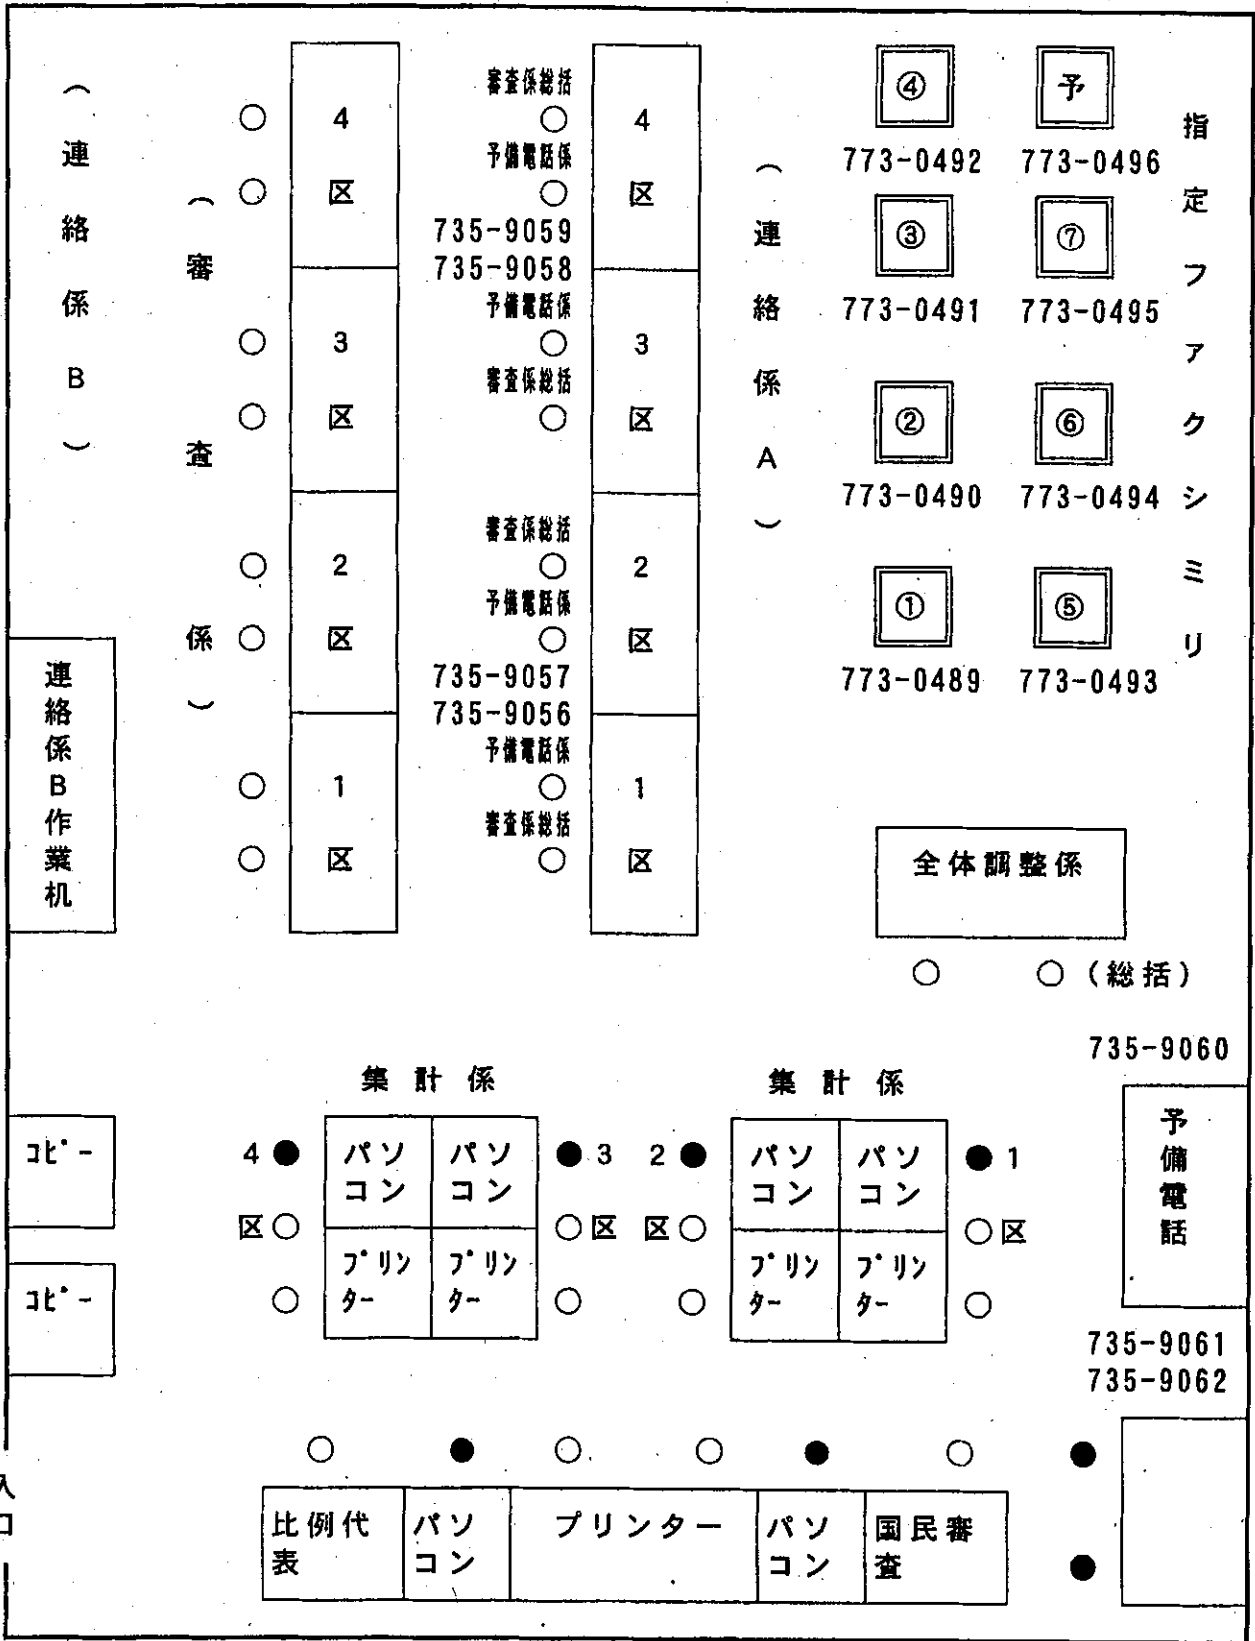 （連絡係B）
（審査係）
4区
3区
2区
1区
審査係総括
予備電話係
735-9059
735-9058
予備電話係
審査係総括
審査係総括
予備電話係
735-9057
735-9056
予備電話係
審査係総括
4区
3区
2区
1区
（連絡係A）
④ 予
773-0492 773-0496
③ ⑦
773-0491 773-0495
② ⑥
773-0490 773-0494
① ⑤
773-0489 773-0493
指定ファクシミリ
連絡係B作業机
全体調整係
（総括）
735-9060
集計係 集計係
コピー
コピー
4区
パソコン パソコン
プリンター プリンター
3区
2区
パソコン パソコン
プリンター プリンター
1区
予備電話
735-9061
735-9062
入口
比例代表
パソコン
プリンター
パソコン
国民審査